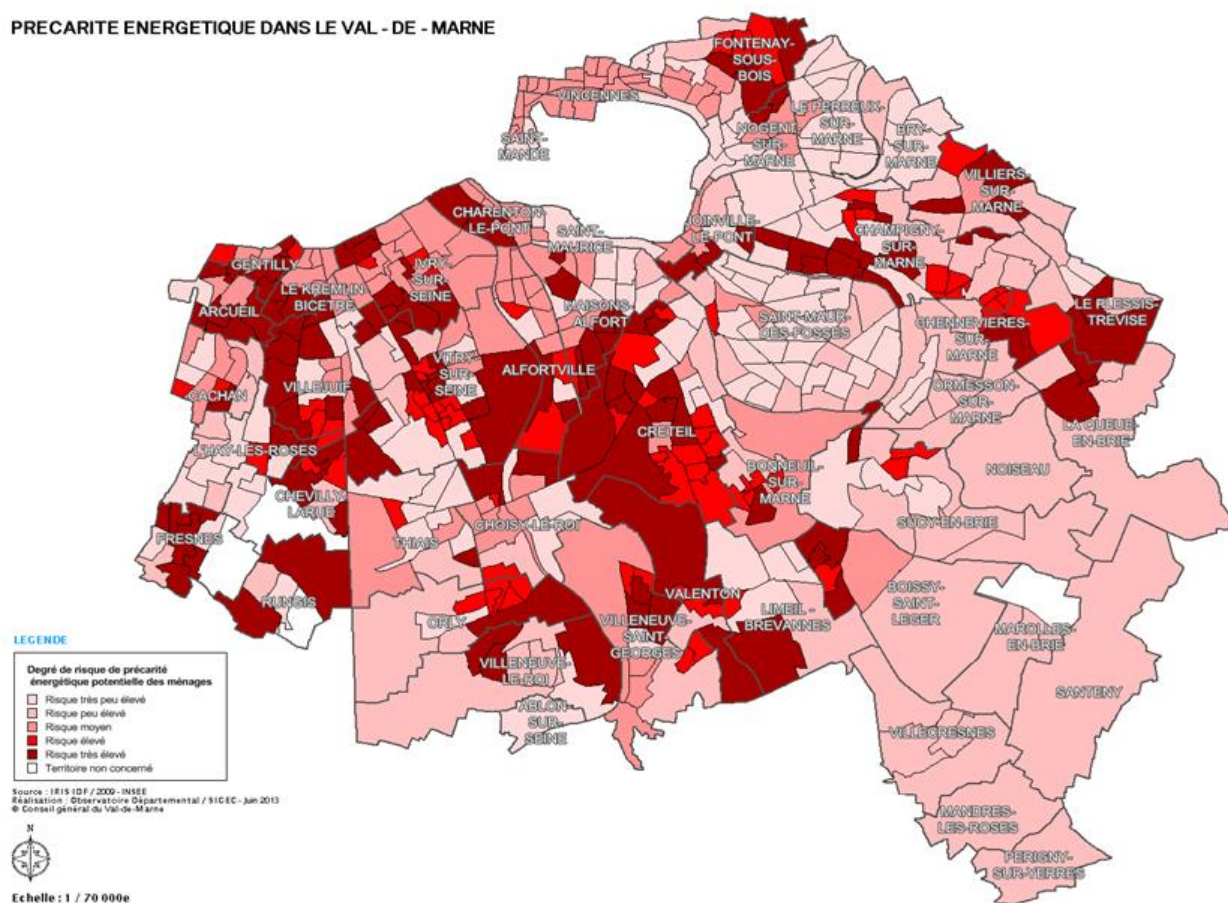 PRECARITE ENERGETIQUE DANS LE VAL - DE - MARNE
FONTENAY-
SOUS-
BOIS
VINCENNES
SAINT-
MANDE
LE PERREUX-
SUR-
MARNE
NOGENT-
SUR-
MARNE
BRY-
SUR-
MARNE
VILLIERS-
SUR-
MARNE
CHARENTON-
LE-PONT
SAINT-
MAURICE
JOINVILLE-
LE-PONT
CHAMPIGNY-
SUR-
MARNE
GENTILLY
LE KREMLIN-
BICETRE
IVRY-
SUR-
SEINE
ARCUEIL
MAISONS-
ALFORT
SAINT-MAUR-
DES-FOSSES
CHENNEVIERES-
SUR-
MARNE
LE PLESSIS-
TREVISE
CACHAN
VILLEJUIF
VITRY-
SUR-
SEINE
ALFORTVILLE
ORMESSON-
SUR-
MARNE
LA QUEUE-
EN-BRIE
L'HAY-LES-ROSES
CRETEIL
BONNEUIL-
SUR-
MARNE
NOISEAU
CHEVILLY-
LARUE
SUCY-EN-BRIE
FRESNES
THIAIS
CHOISY-LE-ROI
RUNGIS
ORLY
VALENTON
LIMEIL -
BREVANNES
BOISSY-
SAINT-
LEGER
MAROLLES-
EN-BRIE
VILLENEUVE-
SAINT-
GEORGES
VILLENEUVE-
LE-ROI
SANTENY
ABLON-
SUR-
SEINE
VILLECRESNES
MANDRES-
LES-ROSES
PERIGNY-
SUR-YERRES
LEGENDE
Degré de risque de précarité
énergétique potentielle des ménages
Risque très peu élevé
Risque peu élevé
Risque moyen
Risque élevé
Risque très élevé
Territoire non concerné
Source : IRIS IDF / 2009 - INSEE
Réalisation : Observatoire Départemental / SIGEC - Juin 2013
© Conseil général du Val-de-Marne
N
Echelle : 1 / 70 000e